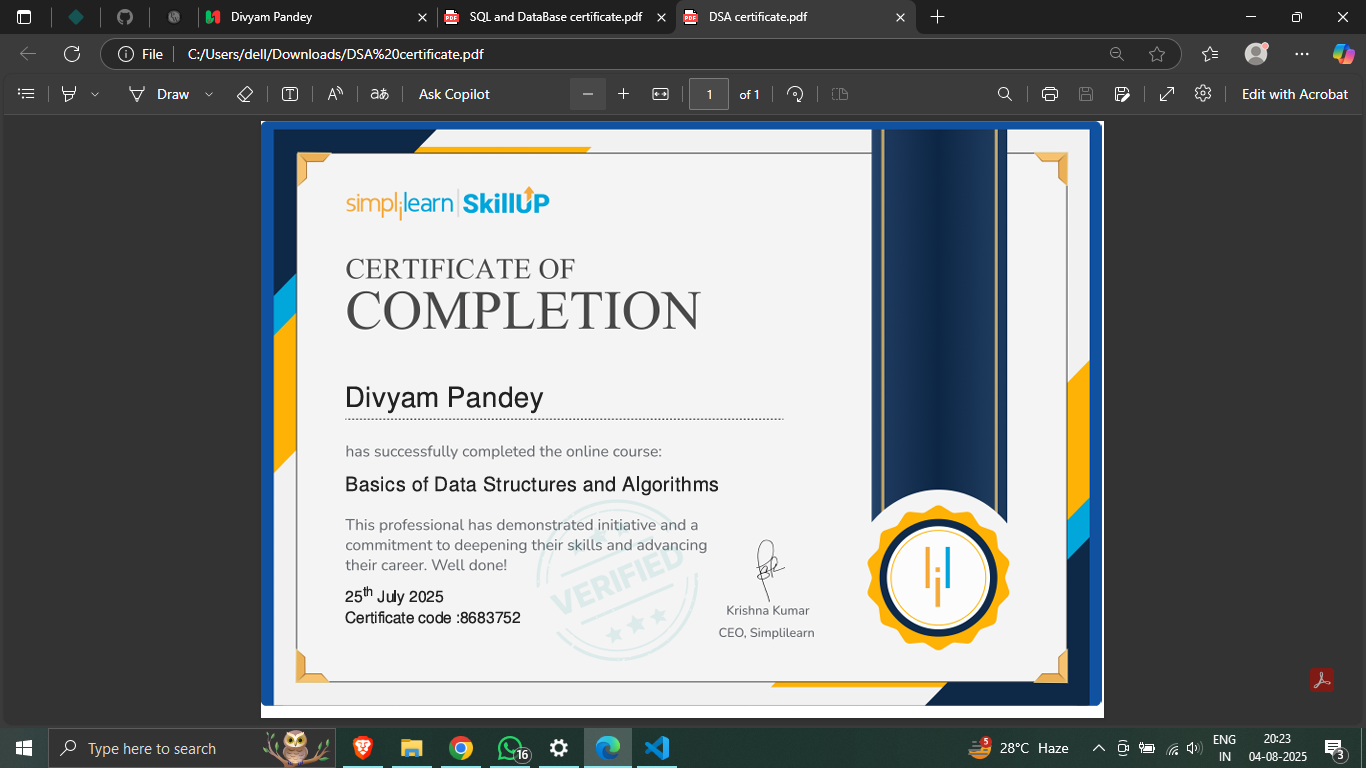 Divyam Pandey
SQL and DataBase certificate.pdf
DSA certificate.pdf
File
C:/Users/dell/Downloads/DSA%20certificate.pdf
Draw
aあ
Ask Copilot
1
of 1
Edit with Acrobat
simplilearn | SkillUP
CERTIFICATE OF
COMPLETION
Divyam Pandey
has successfully completed the online course:
Basics of Data Structures and Algorithms
This professional has demonstrated initiative and a
commitment to deepening their skills and advancing
their career. Well done!
VERIFIED
25th July 2025
Certificate code :8683752
Krishna Kumar
CEO, Simplilearn
Type here to search
16
5
28°C Haze
ENG
IN
20:23
04-08-2025
3